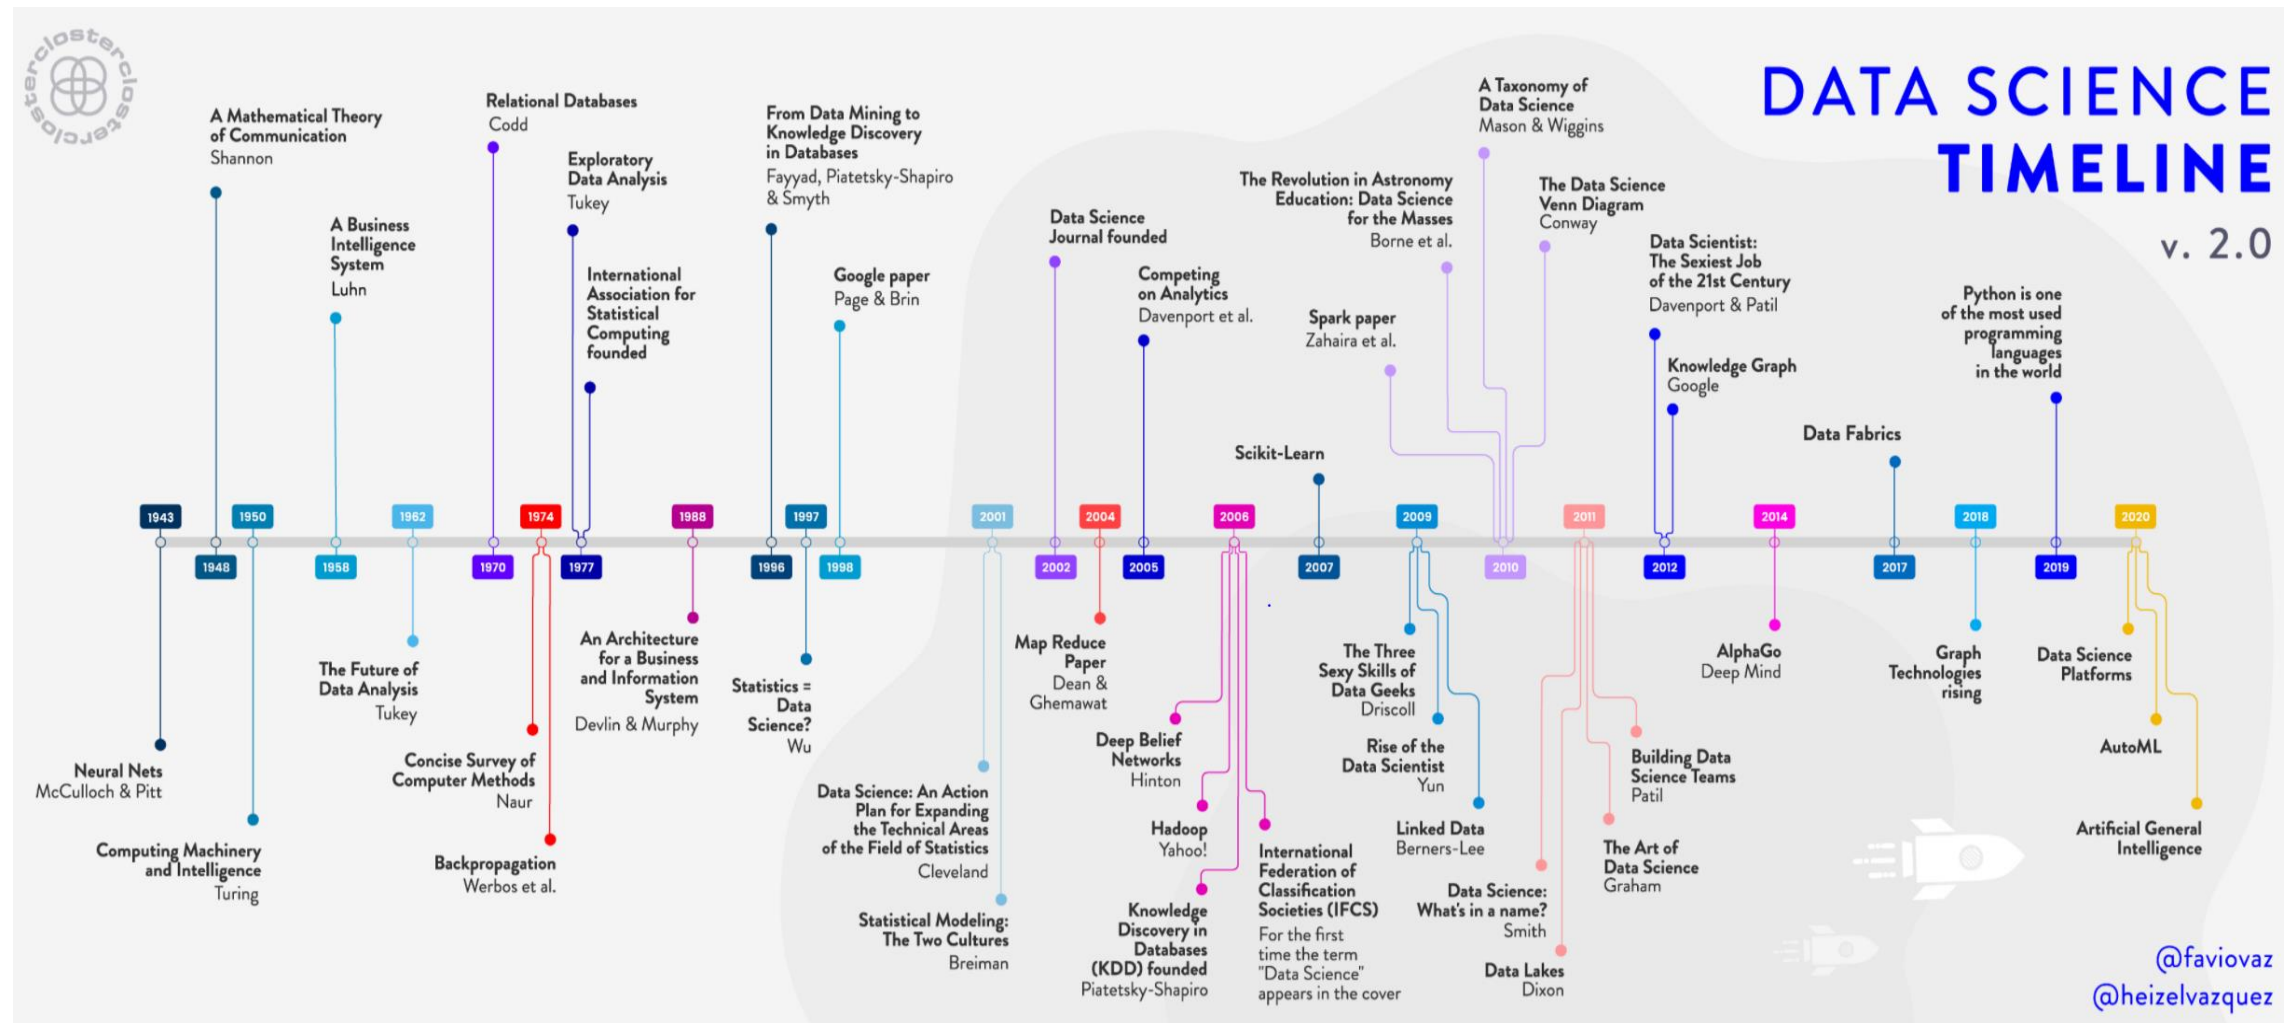 closterclostercloster
DATA SCIENCE
TIMELINE
v. 2.0
A Mathematical Theory
of Communication
Shannon
A Business
Intelligence
System
Luhn
Relational Databases
Codd
Exploratory
Data Analysis
Tukey
International
Association for
Statistical
Computing
founded
From Data Mining to
Knowledge Discovery
in Databases
Fayyad, Piatetsky-Shapiro
& Smyth
Google paper
Page & Brin
Data Science
Journal founded
Competing
on Analytics
Davenport et al.
Scikit-Learn
Spark paper
Zahaira et al.
The Revolution in Astronomy
Education: Data Science
for the Masses
Borne et al.
A Taxonomy of
Data Science
Mason & Wiggins
The Data Science
Venn Diagram
Conway
Data Scientist:
The Sexiest Job
of the 21st Century
Davenport & Patil
Knowledge Graph
Google
Data Fabrics
Python is one
of the most used
programming
languages
in the world
1943
1948
1950
1958
1962
1970
1974
1977
1988
1996
1997
1998
2001
2002
2004
2005
2006
2007
2009
2010
2011
2012
2014
2017
2018
2019
2020
Neural Nets
McCulloch & Pitt
Computing Machinery
and Intelligence
Turing
The Future of
Data Analysis
Tukey
Concise Survey of
Computer Methods
Naur
Backpropagation
Werbos et al.
An Architecture
for a Business
and Information
System
Devlin & Murphy
Statistics =
Data
Science?
Wu
Data Science: An Action
Plan for Expanding
the Technical Areas
of the Field of Statistics
Cleveland
Statistical Modeling:
The Two Cultures
Breiman
Map Reduce
Paper
Dean &
Ghemawat
Deep Belief
Networks
Hinton
Hadoop
Yahoo!
Knowledge
Discovery in
Databases
(KDD) founded
Piatetsky-Shapiro
International
Federation of
Classification
Societies (IFCS)
For the first
time the term
"Data Science"
appears in the cover
The Three
Sexy Skills of
Data Geeks
Driscoll
Rise of the
Data Scientist
Yun
Linked Data
Berners-Lee
Data Science:
What's in a name?
Smith
Data Lakes
Dixon
The Art of
Data Science
Graham
Building Data
Science Teams
Patil
AlphaGo
Deep Mind
Graph
Technologies
rising
Data Science
Platforms
AutoML
Artificial General
Intelligence
@faviovaz
@heizelvazquez